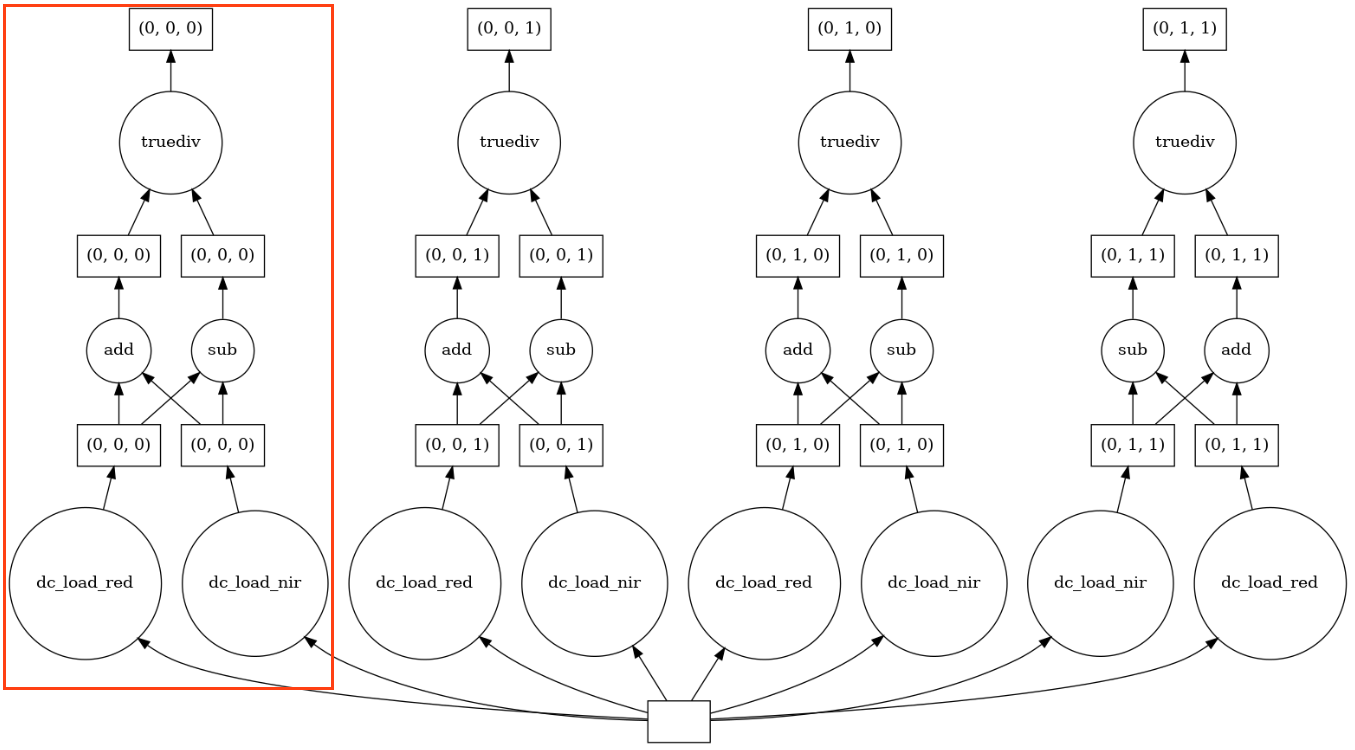 (0, 0, 0) (0, 0, 1) (0, 1, 0) (0, 1, 1)
truediv truediv truediv truediv
(0, 0, 0) (0, 0, 0) (0, 0, 1) (0, 0, 1) (0, 1, 0) (0, 1, 0) (0, 1, 1) (0, 1, 1)
add sub add sub add sub sub add
(0, 0, 0) (0, 0, 0) (0, 0, 1) (0, 0, 1) (0, 1, 0) (0, 1, 0) (0, 1, 1) (0, 1, 1)
dc_load_red dc_load_nir dc_load_red dc_load_nir dc_load_red dc_load_nir dc_load_nir dc_load_red